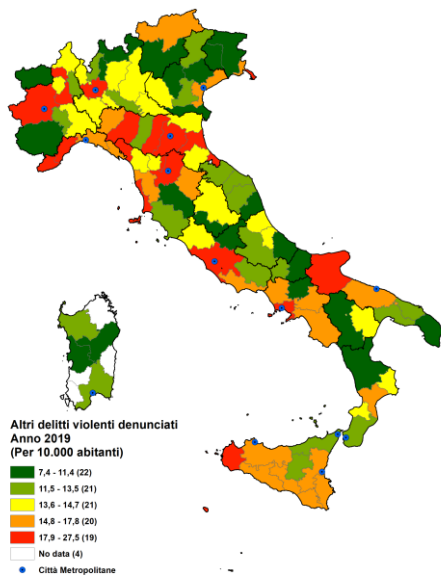 Altri delitti violenti denunciati
Anno 2019
(Per 10.000 abitanti)
7,4 - 11,4 (22)
11,5 - 13,5 (21)
13,6 - 14,7 (21)
14,8 - 17,8 (20)
17,9 - 27,5 (19)
No data (4)
Città Metropolitane